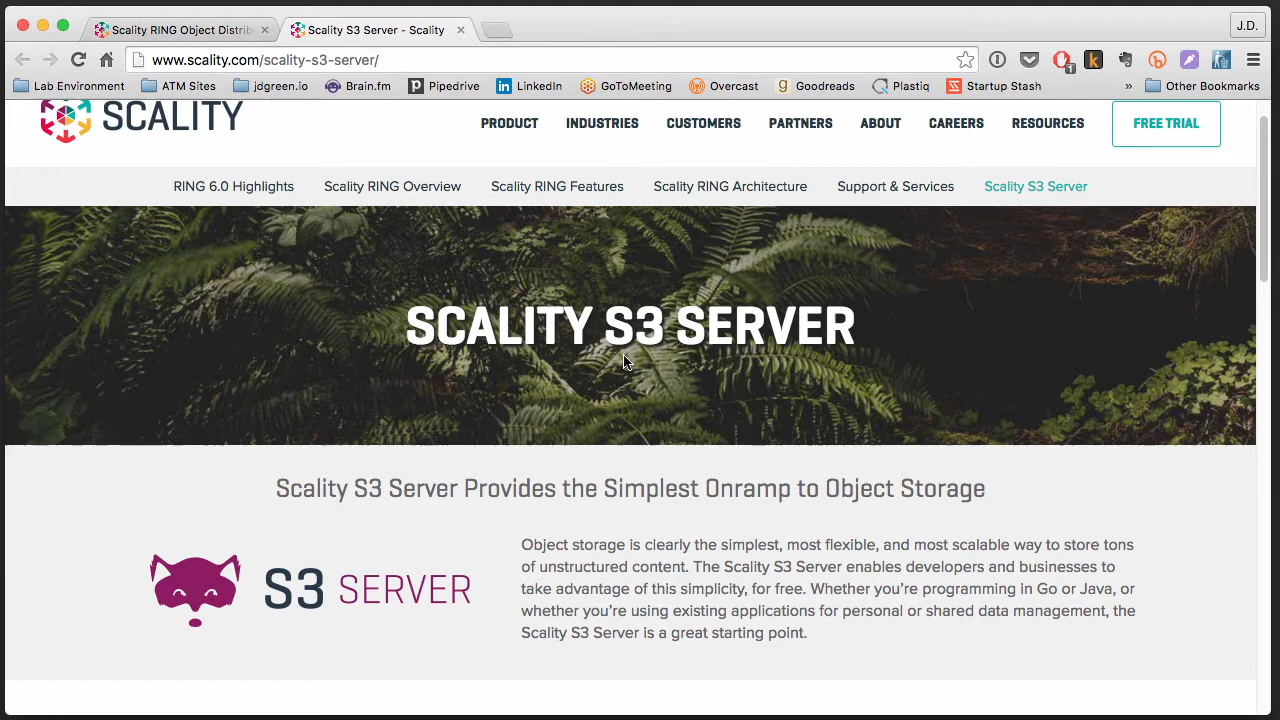 Scality RING Object Distrib
Scality S3 Server - Scality
J.D.
www.scality.com/scality-s3-server/
1
Lab Environment
ATM Sites
jdgreen.io
Brain.fm
Pipedrive
LinkedIn
GoToMeeting
Overcast
Goodreads
Plastiq
Startup Stash
»
Other Bookmarks
SCALITY
PRODUCT
INDUSTRIES
CUSTOMERS
PARTNERS
ABOUT
CAREERS
RESOURCES
FREE TRIAL
RING 6.0 Highlights
Scality RING Overview
Scality RING Features
Scality RING Architecture
Support & Services
Scality S3 Server
SCALITY S3 SERVER
Scality S3 Server Provides the Simplest Onramp to Object Storage
S3 SERVER
Object storage is clearly the simplest, most flexible, and most scalable way to store tons
of unstructured content. The Scality S3 Server enables developers and businesses to
take advantage of this simplicity, for free. Whether you're programming in Go or Java, or
whether you're using existing applications for personal or shared data management, the
Scality S3 Server is a great starting point.